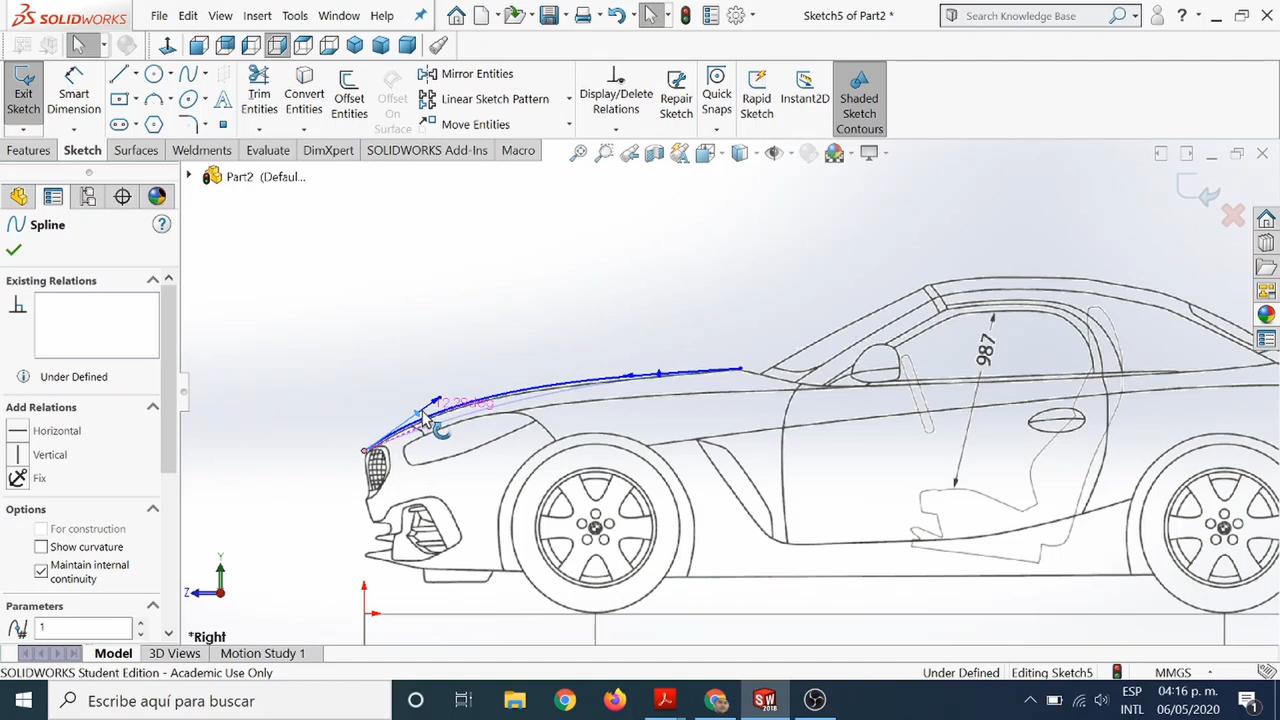 SOLIDWORKS
File
Edit
View
Insert
Tools
Window
Help
Sketch5 of Part2 *
Search Knowledge Base
?
Exit
Sketch
Smart
Dimension
Trim
Entities
Convert
Entities
Offset
Entities
Offset
On
Surface
Mirror Entities
Linear Sketch Pattern
Move Entities
Display/Delete
Relations
Repair
Sketch
Quick
Snaps
Rapid
Sketch
Instant2D
Shaded
Sketch
Contours
Features
Sketch
Surfaces
Weldments
Evaluate
DimXpert
SOLIDWORKS Add-Ins
Macro
Part2 (Defaul...
Spline
?
Existing Relations
Under Defined
Add Relations
Horizontal
Vertical
Fix
Options
For construction
Show curvature
Maintain internal
continuity
Parameters
1
987
Y
Z
*Right
Model
3D Views
Motion Study 1
SOLIDWORKS Student Edition - Academic Use Only
Under Defined
Editing Sketch5
MMGS
Escribe aquí para buscar
SW
2018
ESP
INTL
04:16 p. m.
06/05/2020
1